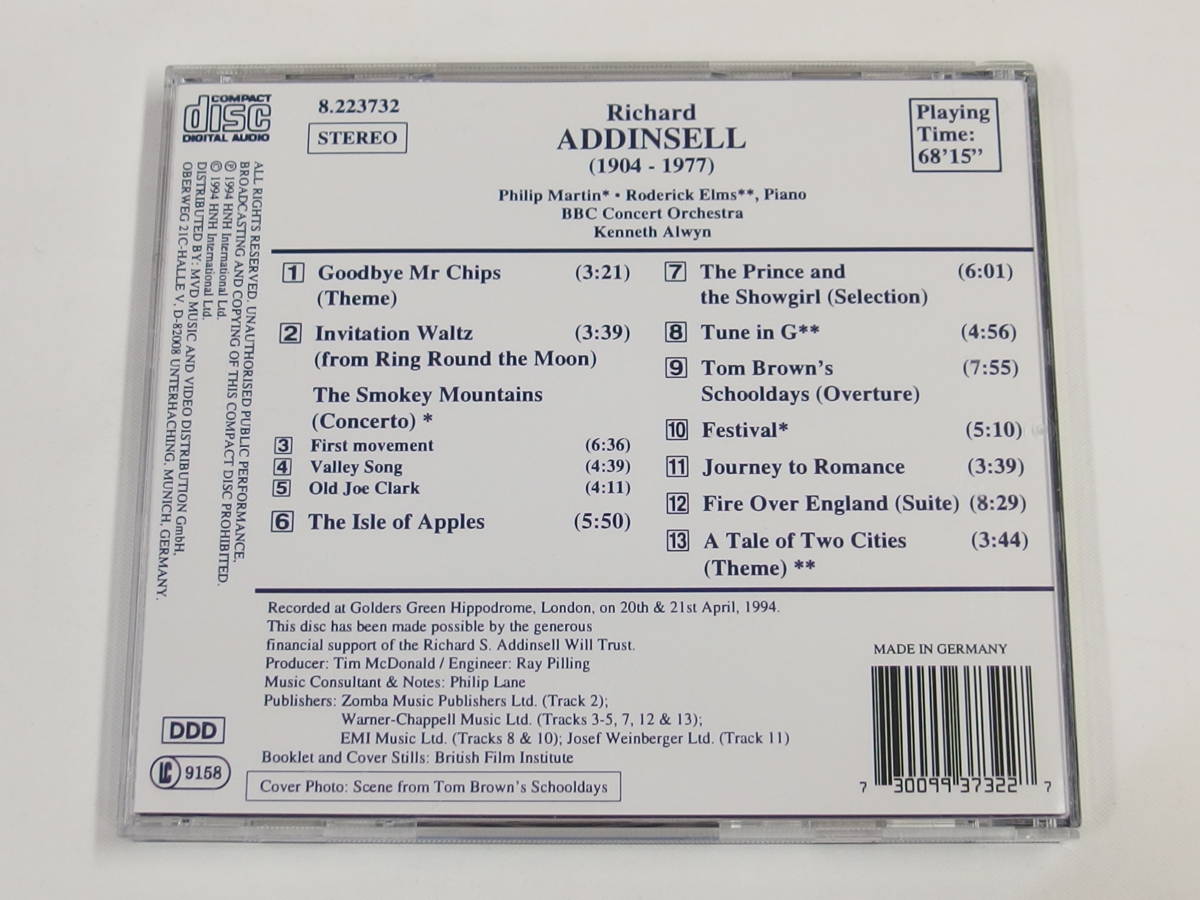 COMPACT
disc
DIGITAL AUDIO
8.223732
STEREO
Richard
ADDINSELL
(1904 - 1977)
Playing
Time:
68'15”
Philip Martin* • Roderick Elms**, Piano
BBC Concert Orchestra
Kenneth Alwyn
1 Goodbye Mr Chips (3:21)
(Theme)
2 Invitation Waltz (3:39)
(from Ring Round the Moon)
The Smokey Mountains
(Concerto) *
3 First movement (6:36)
4 Valley Song (4:39)
5 Old Joe Clark (4:11)
6 The Isle of Apples (5:50)
7 The Prince and (6:01)
the Showgirl (Selection)
8 Tune in G** (4:56)
9 Tom Brown's (7:55)
Schooldays (Overture)
10 Festival* (5:10)
11 Journey to Romance (3:39)
12 Fire Over England (Suite) (8:29)
13 A Tale of Two Cities (3:44)
(Theme) **
Recorded at Golders Green Hippodrome, London, on 20th & 21st April, 1994.
This disc has been made possible by the generous
financial support of the Richard S. Addinsell Will Trust.
Producer: Tim McDonald / Engineer: Ray Pilling
Music Consultant & Notes: Philip Lane
Publishers: Zomba Music Publishers Ltd. (Track 2);
Warner-Chappell Music Ltd. (Tracks 3-5, 7, 12 & 13);
EMI Music Ltd. (Tracks 8 & 10); Josef Weinberger Ltd. (Track 11)
Booklet and Cover Stills: British Film Institute
Cover Photo: Scene from Tom Brown's Schooldays
MADE IN GERMANY
7 30099 37322 7
DDD
LC 9158
ALL RIGHTS RESERVED. UNAUTHORISED PUBLIC PERFORMANCE,
BROADCASTING AND COPYING OF THIS COMPACT DISC PROHIBITED.
℗ 1994 HNH International Ltd.
© 1994 HNH International Ltd.
DISTRIBUTED BY: MVD MUSIC AND VIDEO DISTRIBUTION GmbH,
OBERWEG 21C-HALLE V. D-82008 UNTERHACHING, MUNICH, GERMANY.